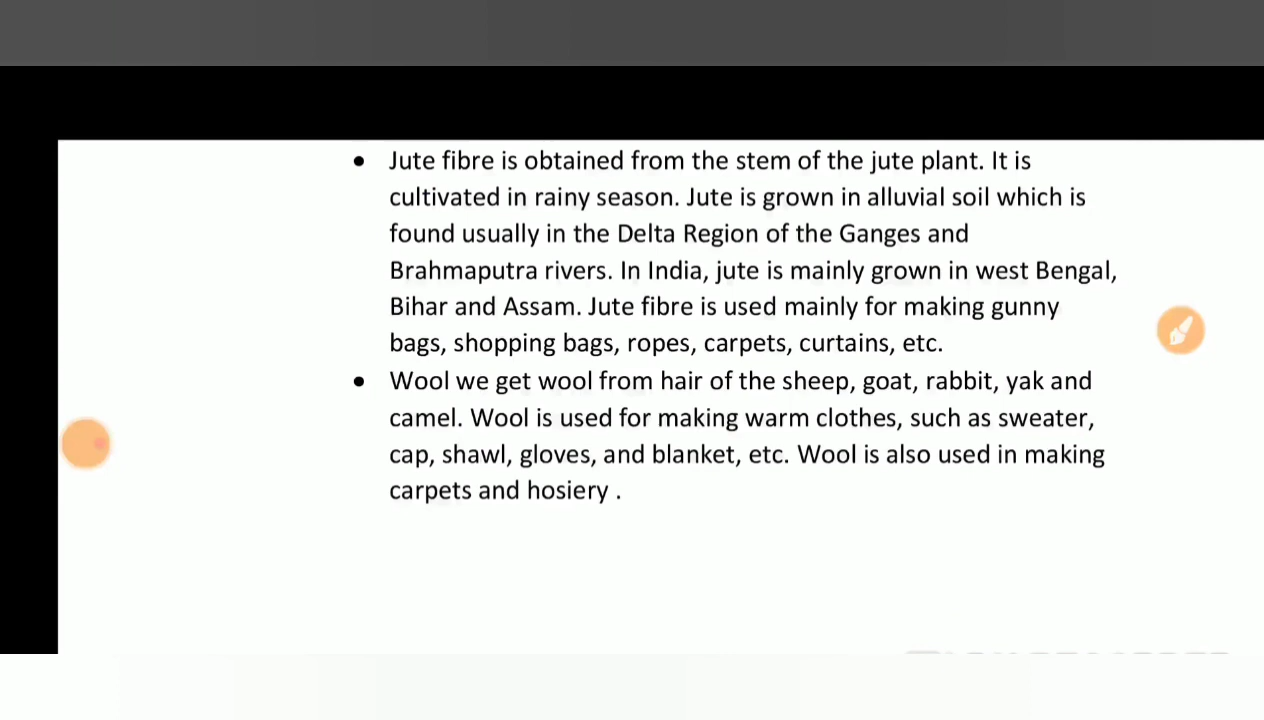 • Jute fibre is obtained from the stem of the jute plant. It is
cultivated in rainy season. Jute is grown in alluvial soil which is
found usually in the Delta Region of the Ganges and
Brahmaputra rivers. In India, jute is mainly grown in west Bengal,
Bihar and Assam. Jute fibre is used mainly for making gunny
bags, shopping bags, ropes, carpets, curtains, etc.
• Wool we get wool from hair of the sheep, goat, rabbit, yak and
camel. Wool is used for making warm clothes, such as sweater,
cap, shawl, gloves, and blanket, etc. Wool is also used in making
carpets and hosiery .